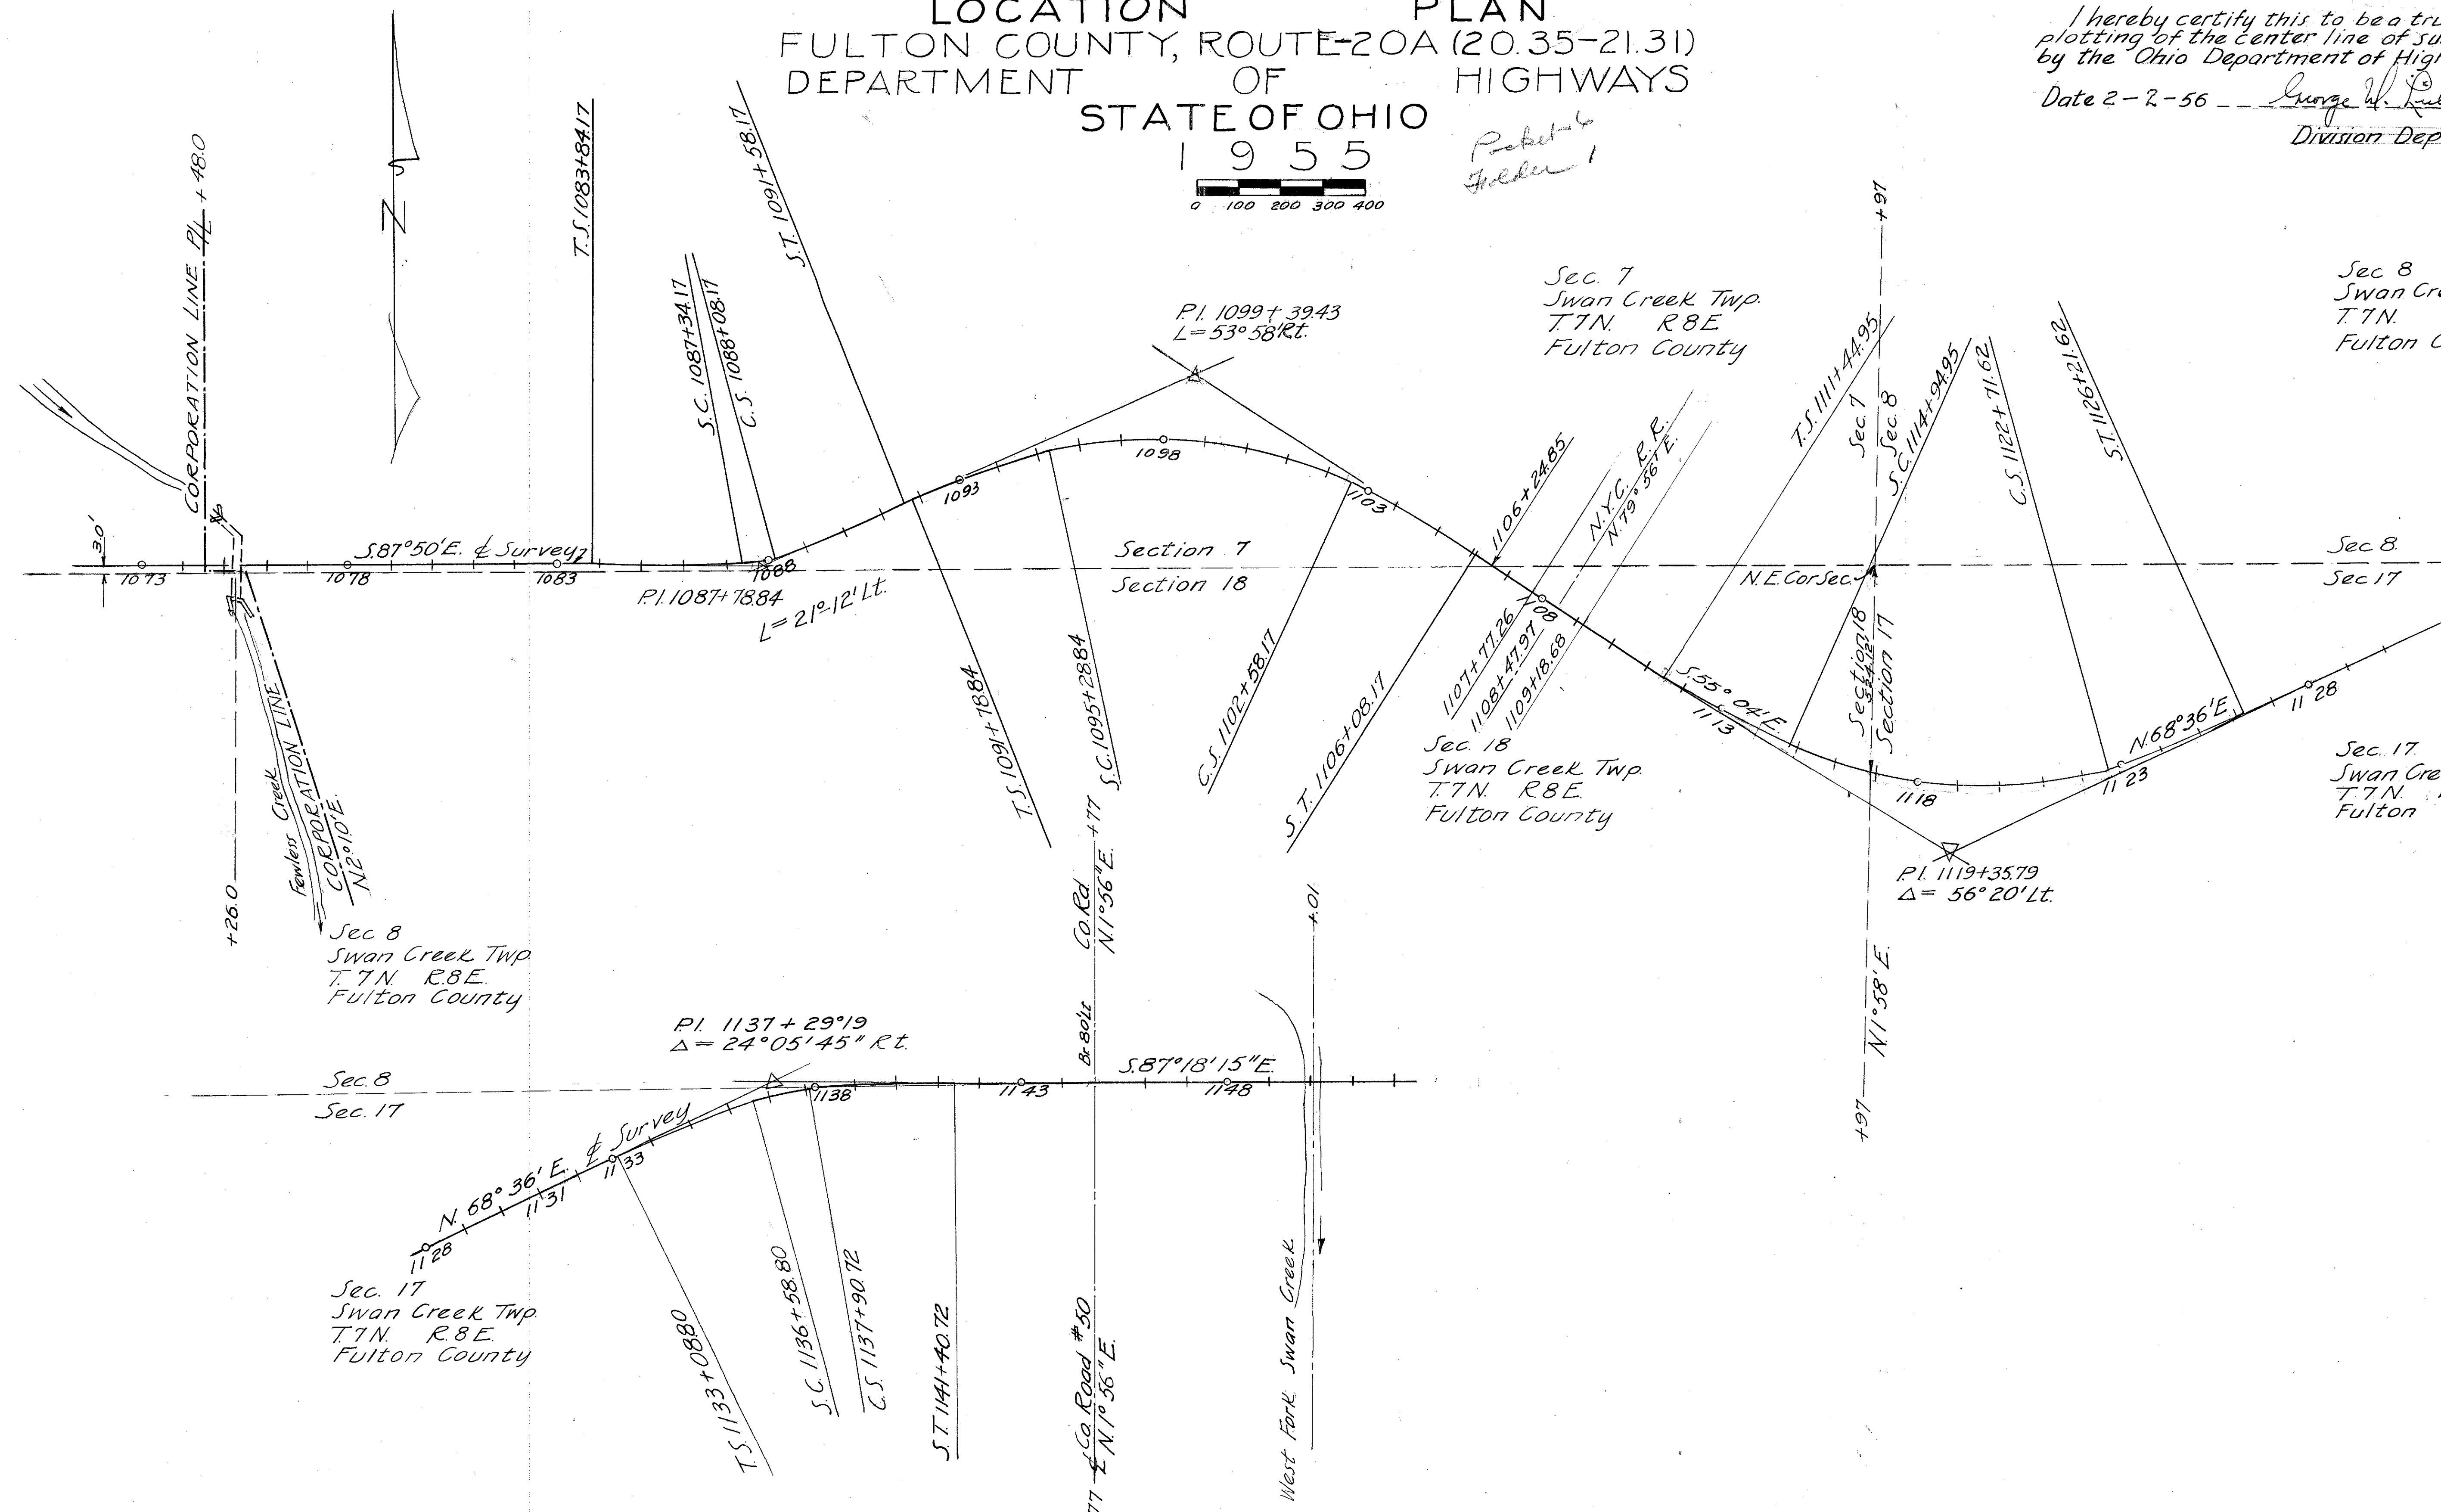 LOCATION PLAN
FULTON COUNTY, ROUTE-20A (20.35-21.31)
DEPARTMENT OF HIGHWAYS
STATE OF OHIO
1955
0 100 200 300 400
Folder 1
I hereby certify this to be a
plotting of the center line of
by the Ohio Department of
Date 2-2-56 George W.
Division
CORPORATION LINE P/L + 48.0
N
T.S. 1083+84.17
S.C. 1087+34.17
C.S. 1088+08.17
S.T. 1091+58.17
P.I. 1099+39.43
L=53°58'Rt.
Sec. 7
Swan Creek Twp.
T.7N. R8E
Fulton County
Sec 8
Swan
T.7N.
Fulton
+97
T.S. 1111+44.95
Sec. 7
Sec. 8
S.C. 1114+94.95
C.S. 1122+71.62
S.T. 1126+21.62
1106+24.85
N.Y.C. R.R.
N.79°56'E.
3.0'
S.87°50'E. ℄ Survey
1073
1078
1083
1088
1093
1098
1103
1108
1113
1118
1123
1128
P.I. 1087+78.84
L=21°-12'Lt.
Section 7
Section 18
N.E. Cor Sec.
Sec 8.
Sec 17
T.S. 1091+78.84
S.C. 1095+28.84
C.S. 1102+58.17
S.T. 1106+08.17
1107+77.26
1108+47.97
1109+18.68
S.55°04'E.
Section 18
Section 17
N.68°36'E.
Sec. 18
Swan Creek Twp.
T.7N. R.8E.
Fulton County
Sec. 17.
Swan
T.7N.
Fulton
P.I. 1119+35.79
Δ= 56°20'Lt.
N.1°58'E.
+97
Fewless Creek
CORPORATION LINE
N.2°10'E.
+26.0
Sec 8
Swan Creek Twp.
T.7N. R.8E.
Fulton County
Co. Rd. +77
N.1°56"E.
+.01
Br 80'Lt
P.I. 1137+29°19
Δ= 24°05'45" Rt.
S.87°18'15"E.
Sec. 8
Sec. 17
N. 68°36'E. ℄ Survey
1128
1131
1133
1138
1143
1148
Sec. 17
Swan Creek Twp.
T.7N. R.8E.
Fulton County
T.S. 1133+08.80
S.C. 1136+58.80
C.S. 1137+90.72
S.T. 1141+40.72
77 ℄ Co. Road #50
N.1°56"E.
West Fork Swan Creek